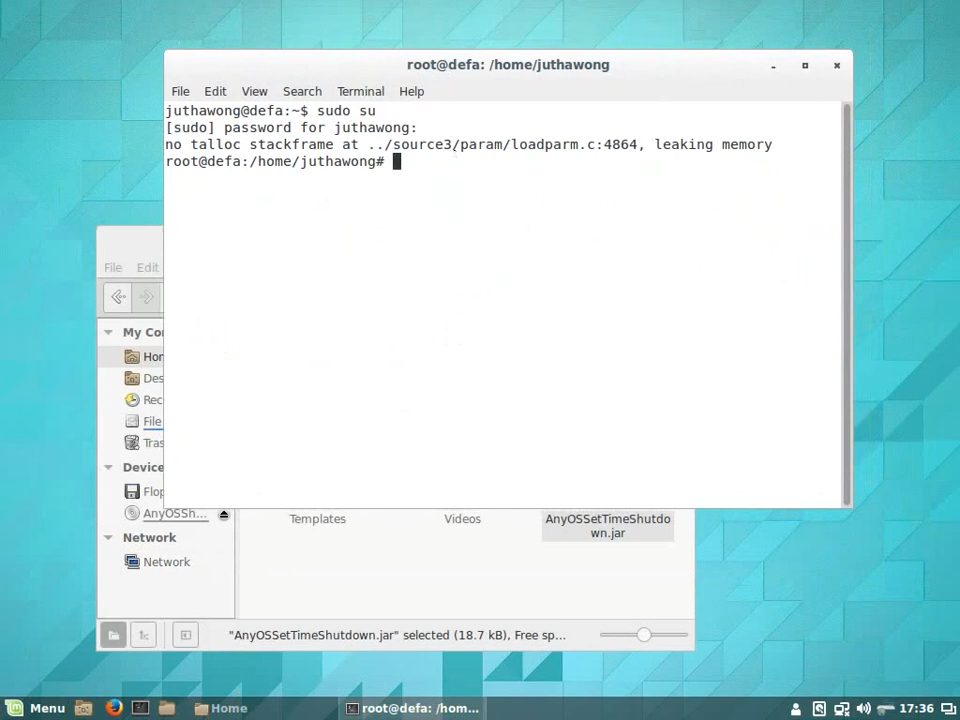 root@defa: /home/juthawong
File Edit View Search Terminal Help
juthawong@defa:~$ sudo su
[sudo] password for juthawong:
no talloc stackframe at ../source3/param/loadparm.c:4864, leaking memory
root@defa:/home/juthawong#
File Edit
My Co
Hon
Des
Rec
File
Tras
Device
Flop
AnyOSSh...
Network
Network
Templates
Videos
AnyOSSetTimeShutdo
wn.jar
"AnyOSSetTimeShutdown.jar" selected (18.7 kB), Free sp...
Menu
Home
root@defa: /hom...
17:36